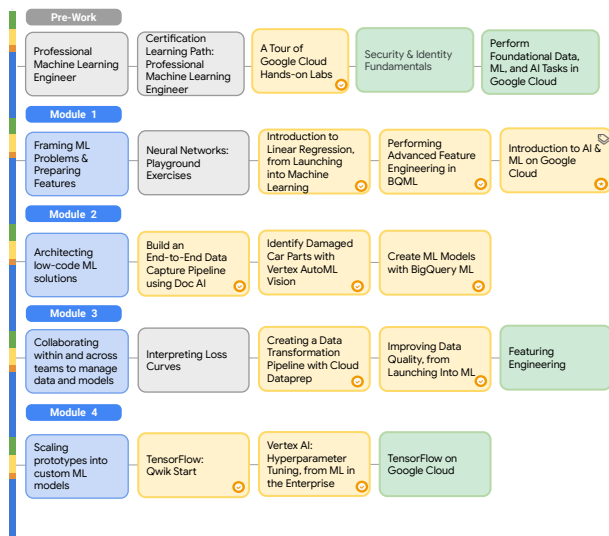 Pre-Work
Professional
Machine Learning
Engineer
Certification
Learning Path:
Professional
Machine Learning
Engineer
A Tour of
Google Cloud
Hands-on Labs
Security & Identity
Fundamentals
Perform
Foundational Data,
ML, and AI Tasks in
Google Cloud
Module 1
Framing ML
Problems &
Preparing
Features
Neural Networks:
Playground
Exercises
Introduction to
Linear Regression,
from Launching
into Machine
Learning
Performing
Advanced Feature
Engineering in
BQML
Introduction to AI &
ML on Google
Cloud
Module 2
Architecting
low-code ML
solutions
Build an
End-to-End Data
Capture Pipeline
using Doc AI
Identify Damaged
Car Parts with
Vertex AutoML
Vision
Create ML Models
with BigQuery ML
Module 3
Collaborating
within and across
teams to manage
data and models
Interpreting Loss
Curves
Creating a Data
Transformation
Pipeline with Cloud
Dataprep
Improving Data
Quality, from
Launching Into ML
Featuring
Engineering
Module 4
Scaling
prototypes into
custom ML
models
TensorFlow:
Qwik Start
Vertex AI:
Hyperparameter
Tuning, from ML in
the Enterprise
TensorFlow on
Google Cloud